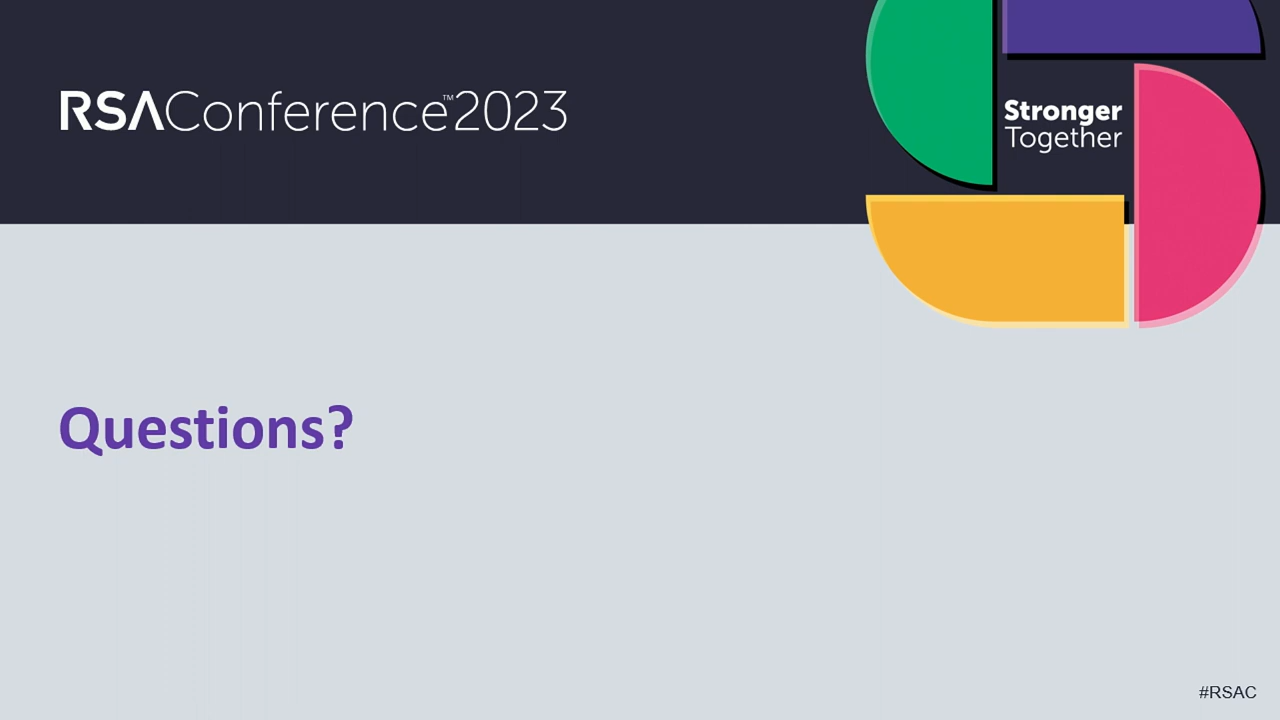 RSAConference™2023
Stronger
Together
Questions?
#RSAC